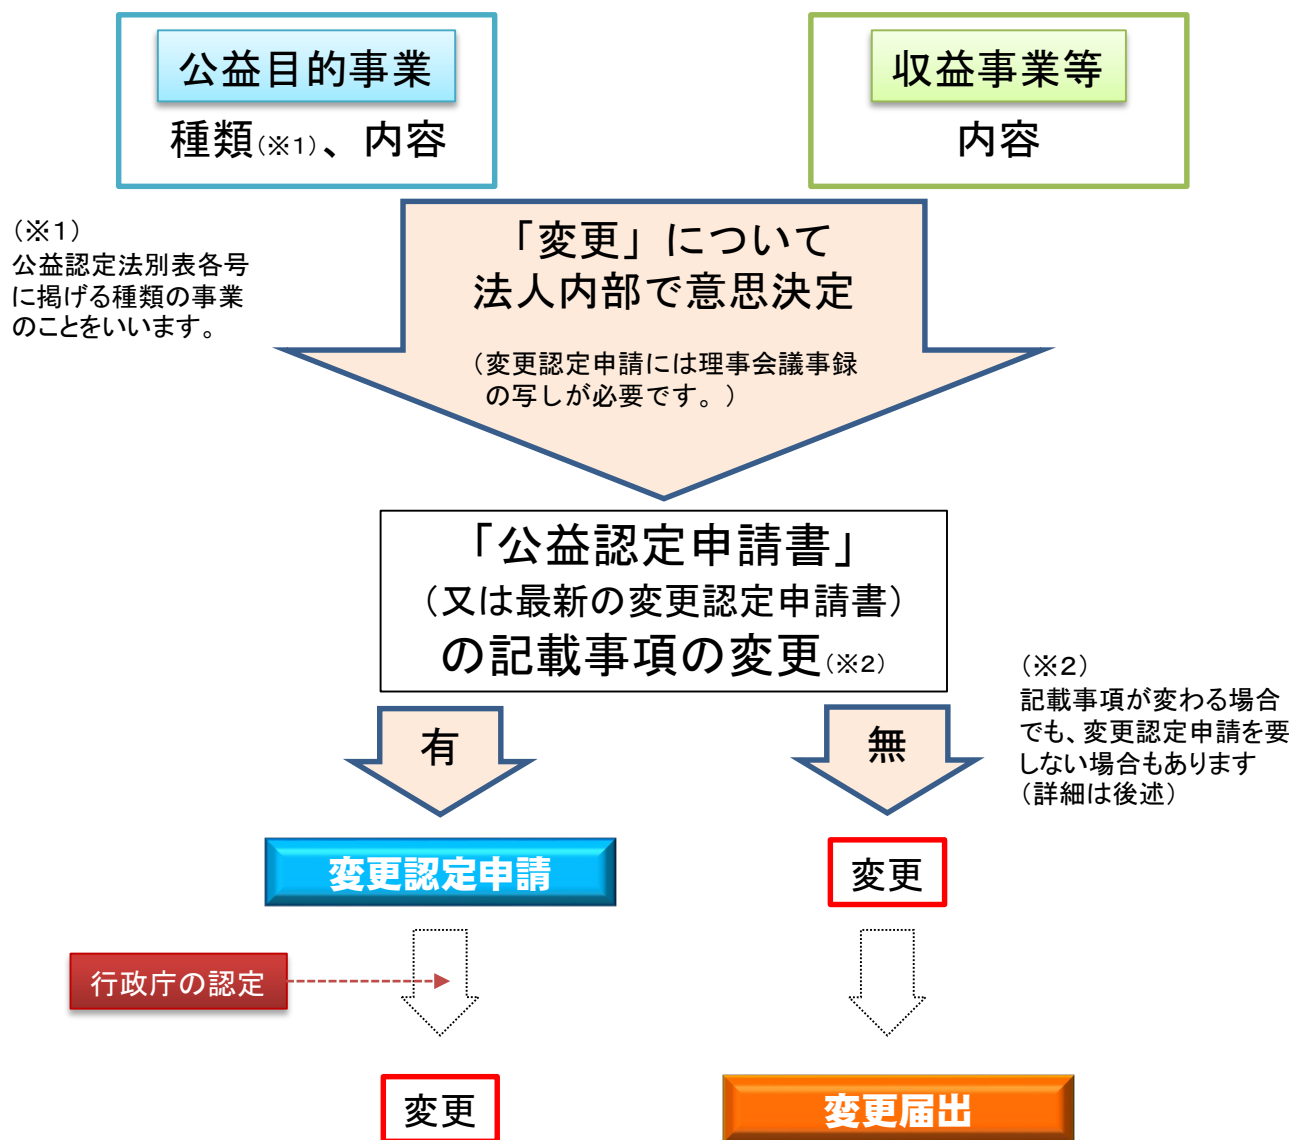 公益目的事業
種類(※1)、内容
収益事業等
内容
(※1)
公益認定法別表各号
に掲げる種類の事業
のことをいいます。
「変更」について
法人内部で意思決定
(変更認定申請には理事会議事録
の写しが必要です。)
「公益認定申請書」
(又は最新の変更認定申請書)
の記載事項の変更(※2)
(※2)
記載事項が変わる場合
でも、変更認定申請を要
しない場合もあります
(詳細は後述)
有
無
変更認定申請
変更
行政庁の認定
変更
変更届出